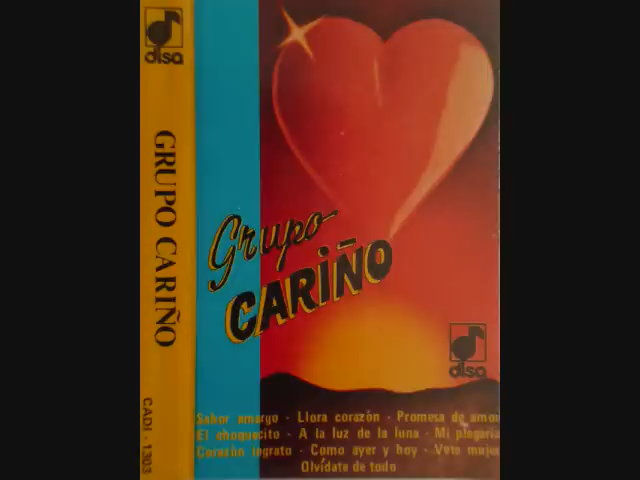 disa
GRUPO CARIÑO
CADI - 1303
Grupo
CARIÑO
disa
Sabor amargo - Llora corazón - Promesa de amor
El choquecito - A la luz de la luna - Mi plegaria
Corazón ingrato - Como ayer y hoy - Vete mujer
Olvídate de todo